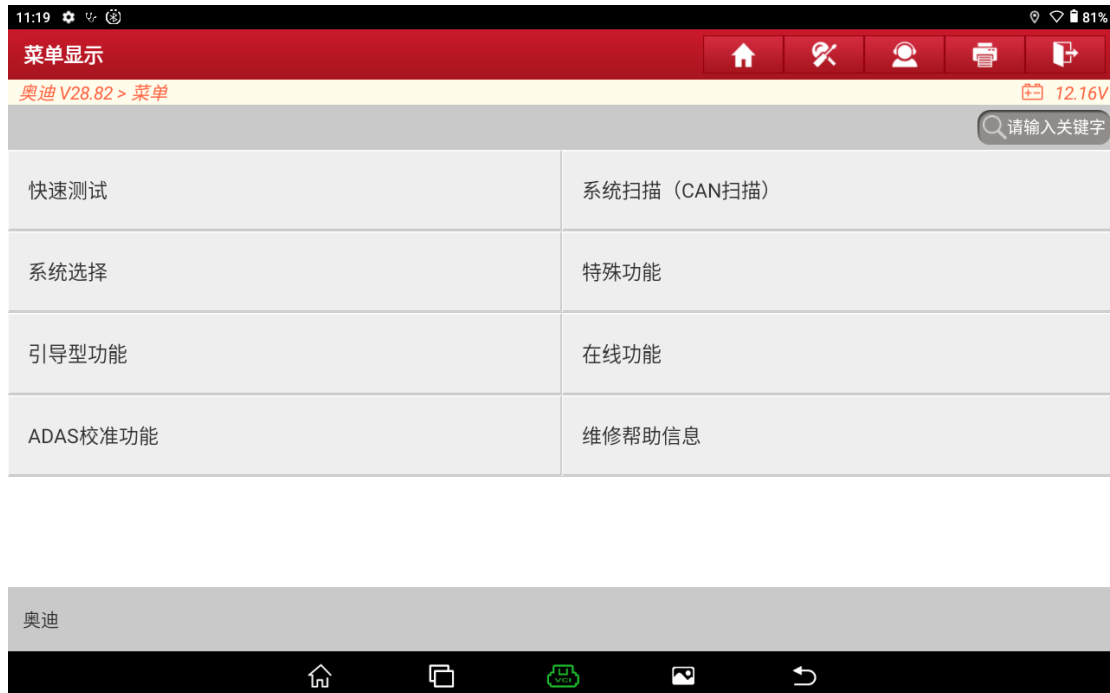 11:19
81%
菜单显示
奥迪 V28.82 > 菜单
12.16V
请输入关键字
快速测试
系统扫描（CAN扫描）
系统选择
特殊功能
引导型功能
在线功能
ADAS校准功能
维修帮助信息
奥迪
VCI